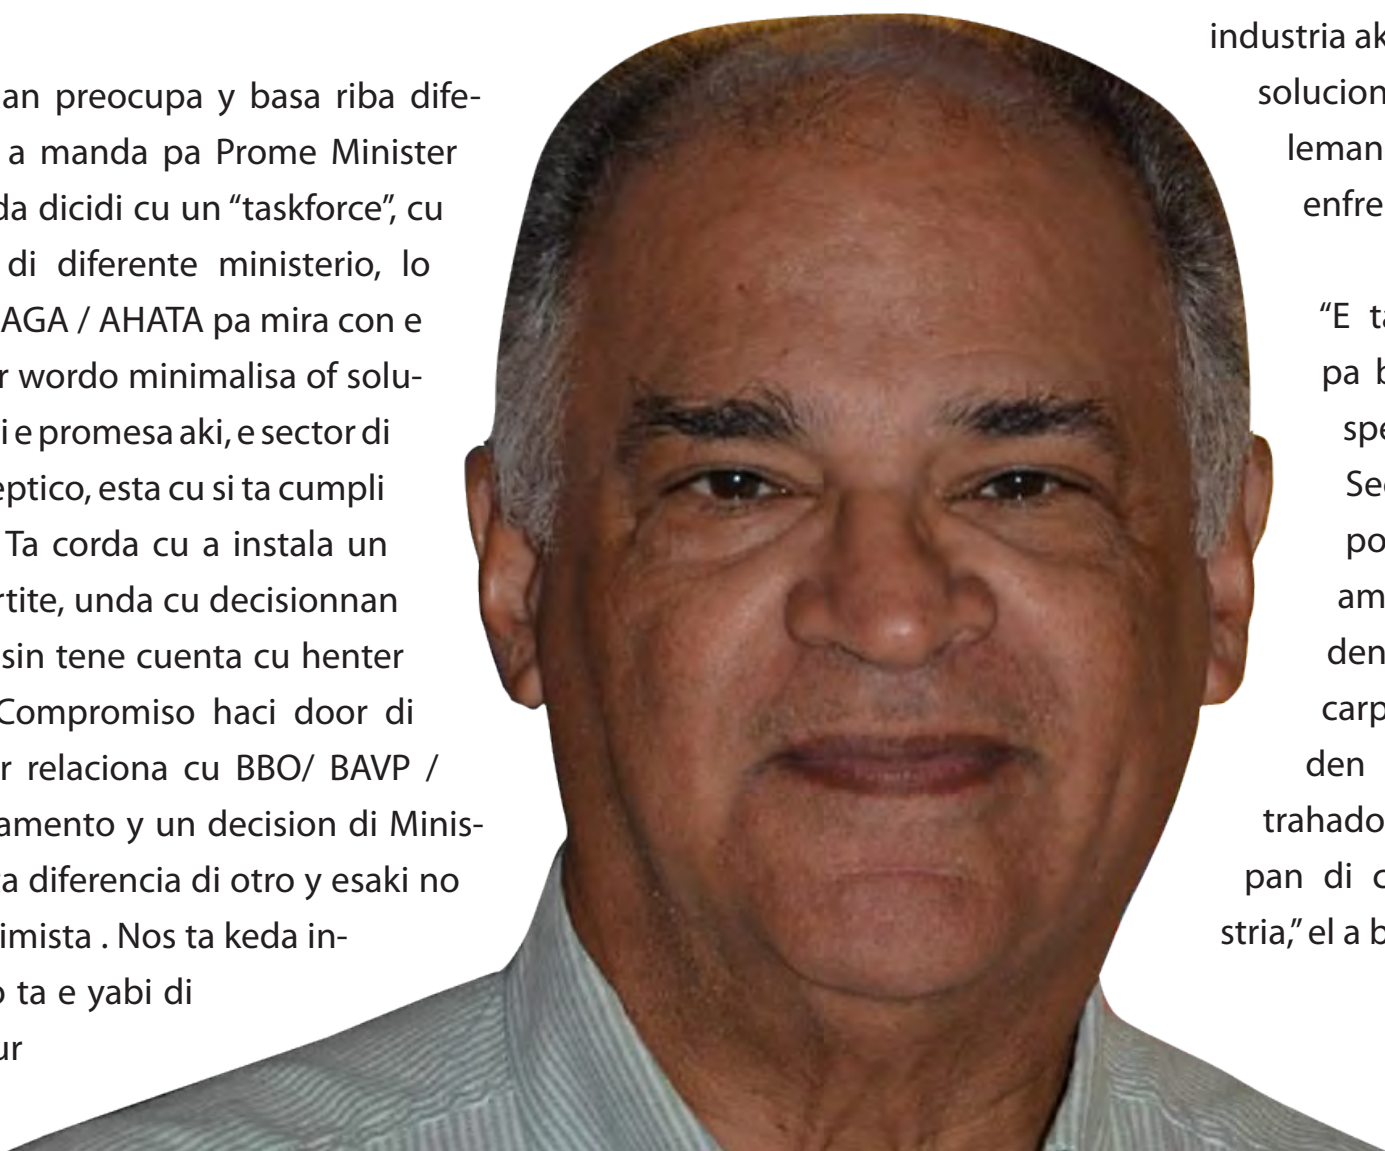 an preocupa y basa riba dife-
a manda pa Prome Minister
da dicidi cu un “taskforce”, cu
di diferente ministerio, lo
AGA / AHATA pa mira con e
r wordo minimalisa of solu-
i e promesa aki, e sector di
eptico, esta cu si ta cumpli
Ta corda cu a instala un
rtite, unda cu decisionnan
sin tene cuenta cu henter
Compromiso haci door di
r relaciona cu BBO/ BAVP /
amento y un decision di Minis-
ta diferencia di otro y esaki no
imista . Nos ta keda in-
o ta e yabi di
ur
industria ak
solucion
leman
enfre
“E ta
pa b
spe
Sec
po
am
den
carp
den
trahado
pan di c
stria,” el a b